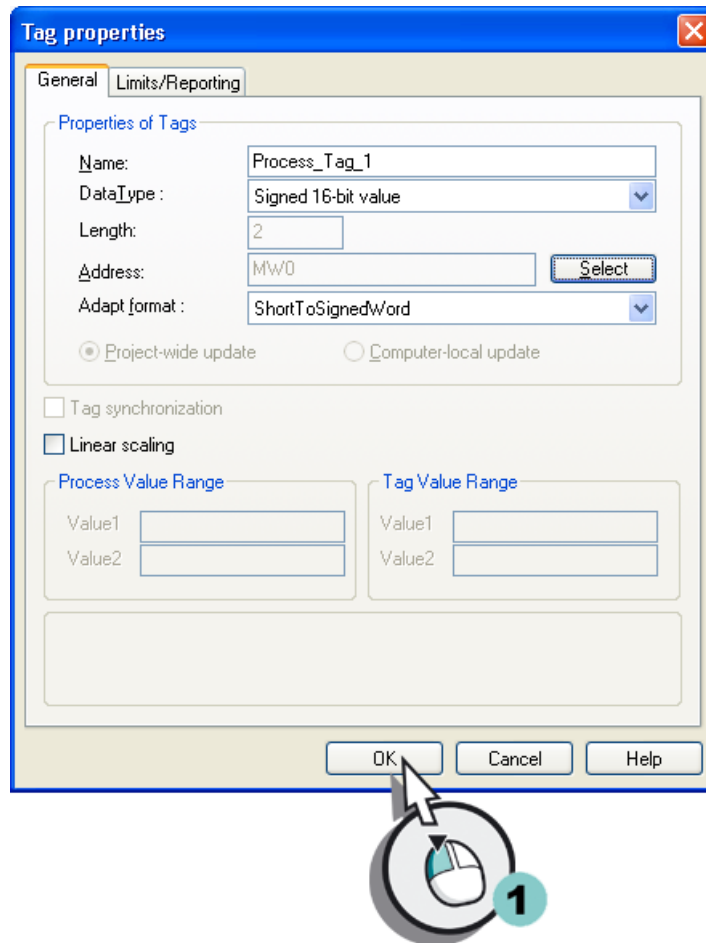 Tag properties
General Limits/Reporting
Properties of Tags
Name: Process_Tag_1
DataType : Signed 16-bit value
Length: 2
Address: MW0 Select
Adapt format : ShortToSignedWord
Project-wide update Computer-local update
Tag synchronization
Linear scaling
Process Value Range Tag Value Range
Value1 Value1
Value2 Value2
OK Cancel Help
1